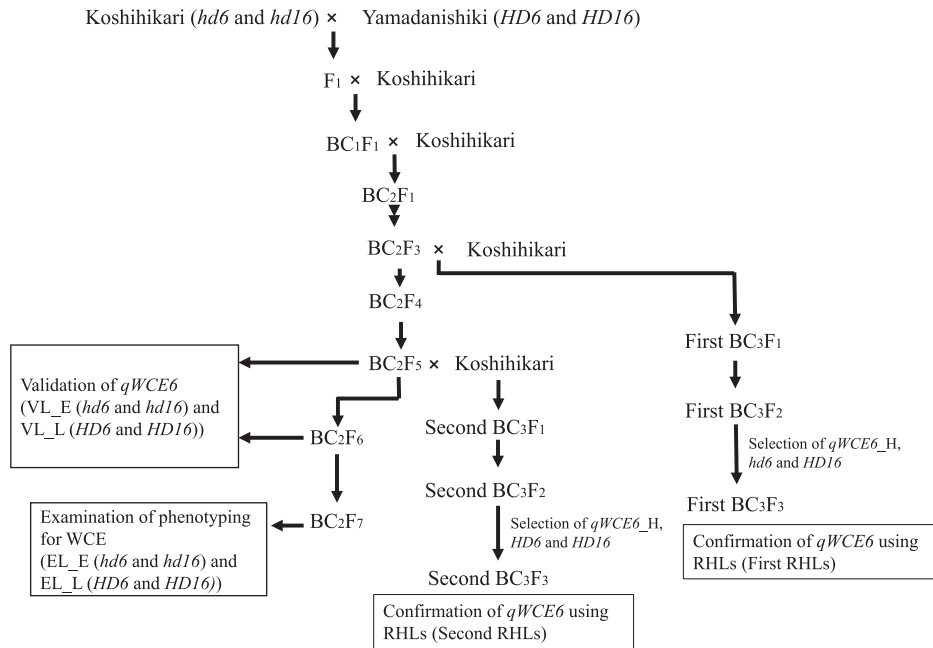 Koshihikari (hd6 and hd16) × Yamadanishiki (HD6 and HD16)
F1 × Koshihikari
BC1F1 × Koshihikari
BC2F1
BC2F3 × Koshihikari
BC2F4
First BC3F1
BC2F5 × Koshihikari
Validation of qWCE6
(VL_E (hd6 and hd16) and
VL_L (HD6 and HD16))
First BC3F2
Second BC3F1
BC2F6
Selection of qWCE6_H,
hd6 and HD16
Second BC3F2
First BC3F3
BC2F7
Examination of phenotyping
for WCE
(EL_E (hd6 and hd16) and
EL_L (HD6 and HD16))
Selection of qWCE6_H,
HD6 and HD16
Confirmation of qWCE6 using
RHLs (First RHLs)
Second BC3F3
Confirmation of qWCE6 using
RHLs (Second RHLs)